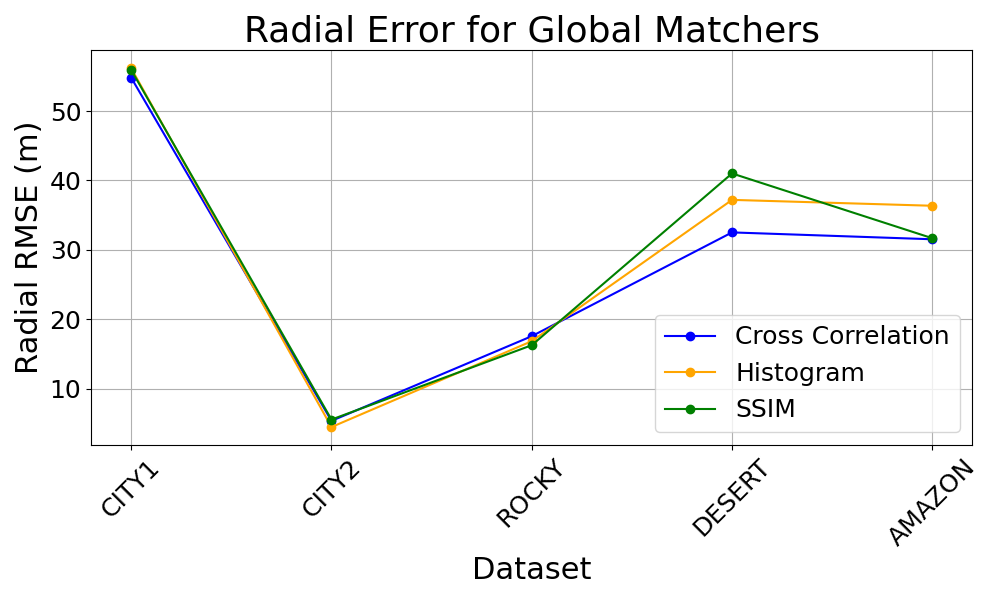 Radial Error for Global Matchers
Radial RMSE (m)
50
40
30
20
10
Cross Correlation
Histogram
SSIM
CITY1
CITY2
ROCKY
DESERT
AMAZON
Dataset